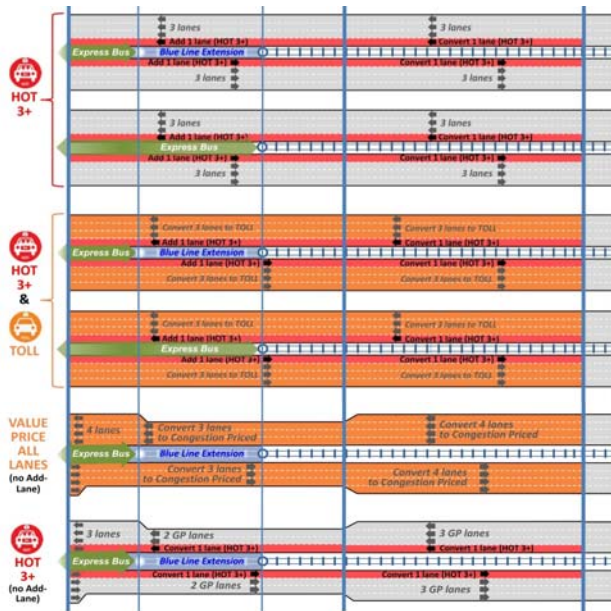 3 lanes
3 lanes
Add 1 lane (HOT 3+)
Convert 1 lane (HOT 3+)
Express Bus
Blue Line Extension
Add 1 lane (HOT 3+)
Convert 1 lane (HOT 3+)
3 lanes
3 lanes
HOT
3+
3 lanes
3 lanes
Add 1 lane (HOT 3+)
Convert 1 lane (HOT 3+)
Express Bus
Add 1 lane (HOT 3+)
Convert 1 lane (HOT 3+)
3 lanes
3 lanes
Convert 3 lanes to TOLL
Convert 3 lanes to TOLL
Add 1 lane (HOT 3+)
Convert 1 lane (HOT 3+)
Express Bus
Blue Line Extension
Add 1 lane (HOT 3+)
Convert 1 lane (HOT 3+)
Convert 3 lanes to TOLL
Convert 3 lanes to TOLL
HOT
3+
&
TOLL
Convert 3 lanes to TOLL
Convert 3 lanes to TOLL
Add 1 lane (HOT 3+)
Convert 1 lane (HOT 3+)
Express Bus
Add 1 lane (HOT 3+)
Convert 1 lane (HOT 3+)
Convert 3 lanes to TOLL
Convert 3 lanes to TOLL
VALUE
PRICE
ALL
LANES
(no Add-
Lane)
4 lanes
Convert 3 lanes
to Congestion Priced
Convert 4 lanes
to Congestion Priced
Express Bus
Blue Line Extension
Convert 3 lanes
to Congestion Priced
Convert 4 lanes
to Congestion Priced
HOT
3+
(no Add-
Lane)
3 lanes
2 GP lanes
3 GP lanes
Convert 1 lane (HOT 3+)
Convert 1 lane (HOT 3+)
Express Bus
Blue Line Extension
Convert 1 lane (HOT 3+)
Convert 1 lane (HOT 3+)
2 GP lanes
3 GP lanes